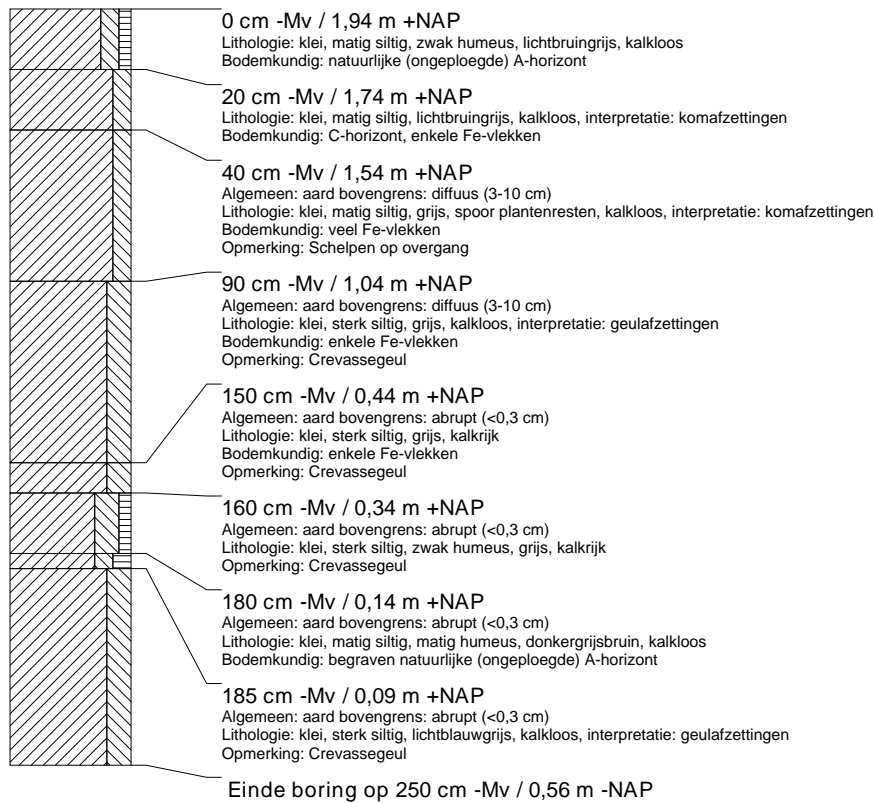 0 cm -Mv / 1,94 m +NAP
Lithologie: klei, matig siltig, zwak humeus, lichtbruingrijs, kalkloos
Bodemkundig: natuurlijke (ongeploegde) A-horizont
20 cm -Mv / 1,74 m +NAP
Lithologie: klei, matig siltig, lichtbruingrijs, kalkloos, interpretatie: komafzettingen
Bodemkundig: C-horizont, enkele Fe-vlekken
40 cm -Mv / 1,54 m +NAP
Algemeen: aard bovengrens: diffuus (3-10 cm)
Lithologie: klei, matig siltig, grijs, spoor plantenresten, kalkloos, interpretatie: komafzettingen
Bodemkundig: veel Fe-vlekken
Opmerking: Schelpen op overgang
90 cm -Mv / 1,04 m +NAP
Algemeen: aard bovengrens: diffuus (3-10 cm)
Lithologie: klei, sterk siltig, grijs, kalkloos, interpretatie: geulafzettingen
Bodemkundig: enkele Fe-vlekken
Opmerking: Crevassegeul
150 cm -Mv / 0,44 m +NAP
Algemeen: aard bovengrens: abrupt (<0,3 cm)
Lithologie: klei, sterk siltig, grijs, kalkrijk
Bodemkundig: enkele Fe-vlekken
Opmerking: Crevassegeul
160 cm -Mv / 0,34 m +NAP
Algemeen: aard bovengrens: abrupt (<0,3 cm)
Lithologie: klei, sterk siltig, zwak humeus, grijs, kalkrijk
Opmerking: Crevassegeul
180 cm -Mv / 0,14 m +NAP
Algemeen: aard bovengrens: abrupt (<0,3 cm)
Lithologie: klei, matig siltig, matig humeus, donkergrijsbruin, kalkloos
Bodemkundig: begraven natuurlijke (ongeploegde) A-horizont
185 cm -Mv / 0,09 m +NAP
Algemeen: aard bovengrens: abrupt (<0,3 cm)
Lithologie: klei, sterk siltig, lichtblauwgrijs, kalkloos, interpretatie: geulafzettingen
Opmerking: Crevassegeul
Einde boring op 250 cm -Mv / 0,56 m -NAP